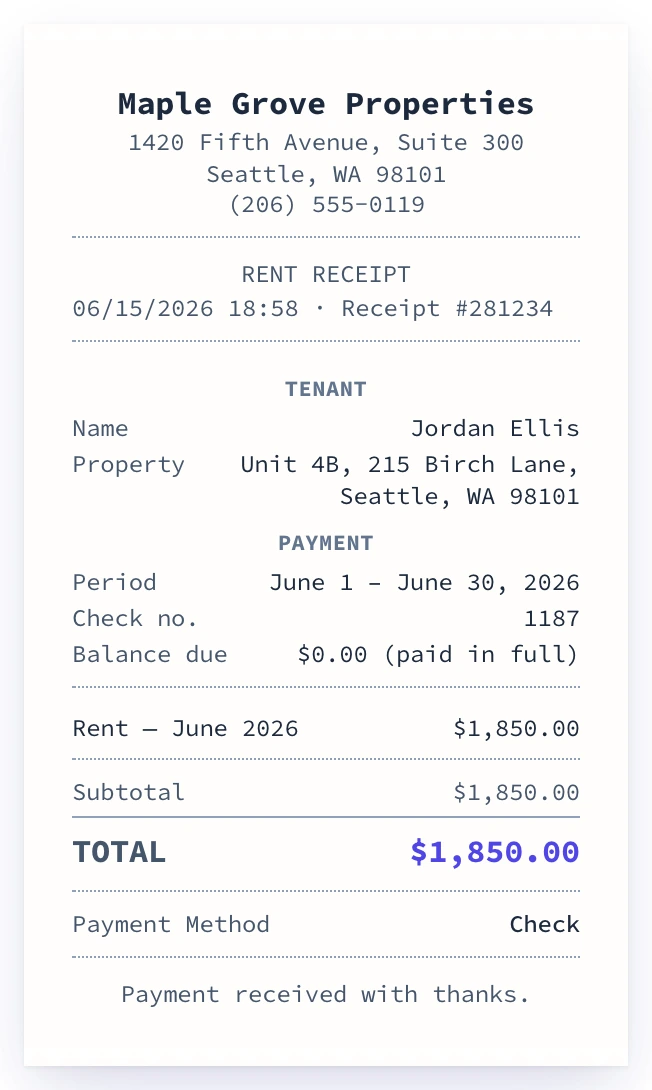 Maple Grove Properties
1420 Fifth Avenue, Suite 300
Seattle, WA 98101
(206) 555-0119
RENT RECEIPT
06/15/2026 18:58 · Receipt #281234
TENANT
Name Jordan Ellis
Property Unit 4B, 215 Birch Lane,
Seattle, WA 98101
PAYMENT
Period June 1 – June 30, 2026
Check no. 1187
Balance due $0.00 (paid in full)
Rent — June 2026 $1,850.00
Subtotal $1,850.00
TOTAL $1,850.00
Payment Method Check
Payment received with thanks.